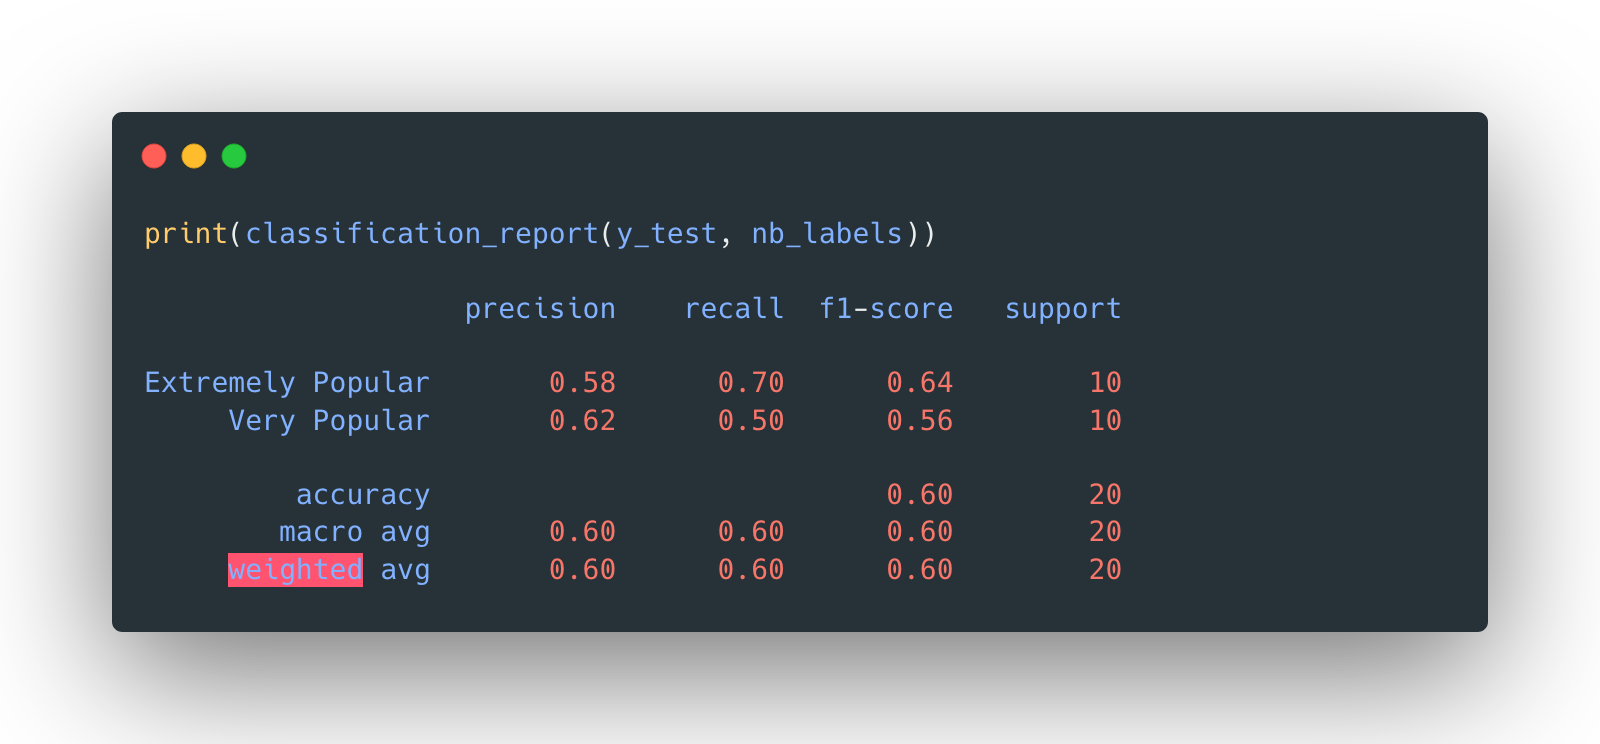 print(classification_report(y_test, nb_labels))
precision recall f1-score support
Extremely Popular 0.58 0.70 0.64 10
Very Popular 0.62 0.50 0.56 10
accuracy 0.60 20
macro avg 0.60 0.60 0.60 20
weighted avg 0.60 0.60 0.60 20